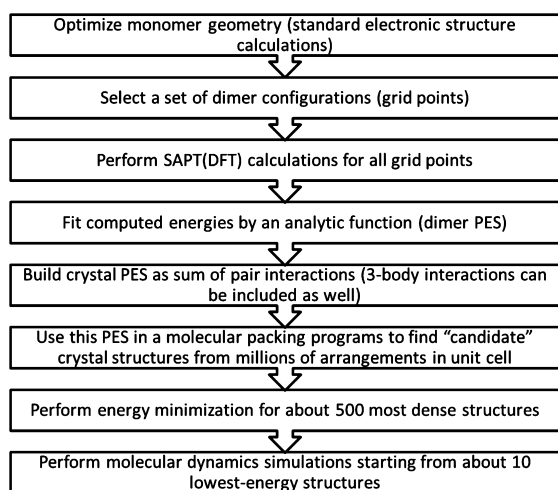 Optimize monomer geometry (standard electronic structure
calculations)
Select a set of dimer configurations (grid points)
Perform SAPT(DFT) calculations for all grid points
Fit computed energies by an analytic function (dimer PES)
Build crystal PES as sum of pair interactions (3-body interactions can
be included as well)
Use this PES in a molecular packing programs to find “candidate”
crystal structures from millions of arrangements in unit cell
Perform energy minimization for about 500 most dense structures
Perform molecular dynamics simulations starting from about 10
lowest-energy structures